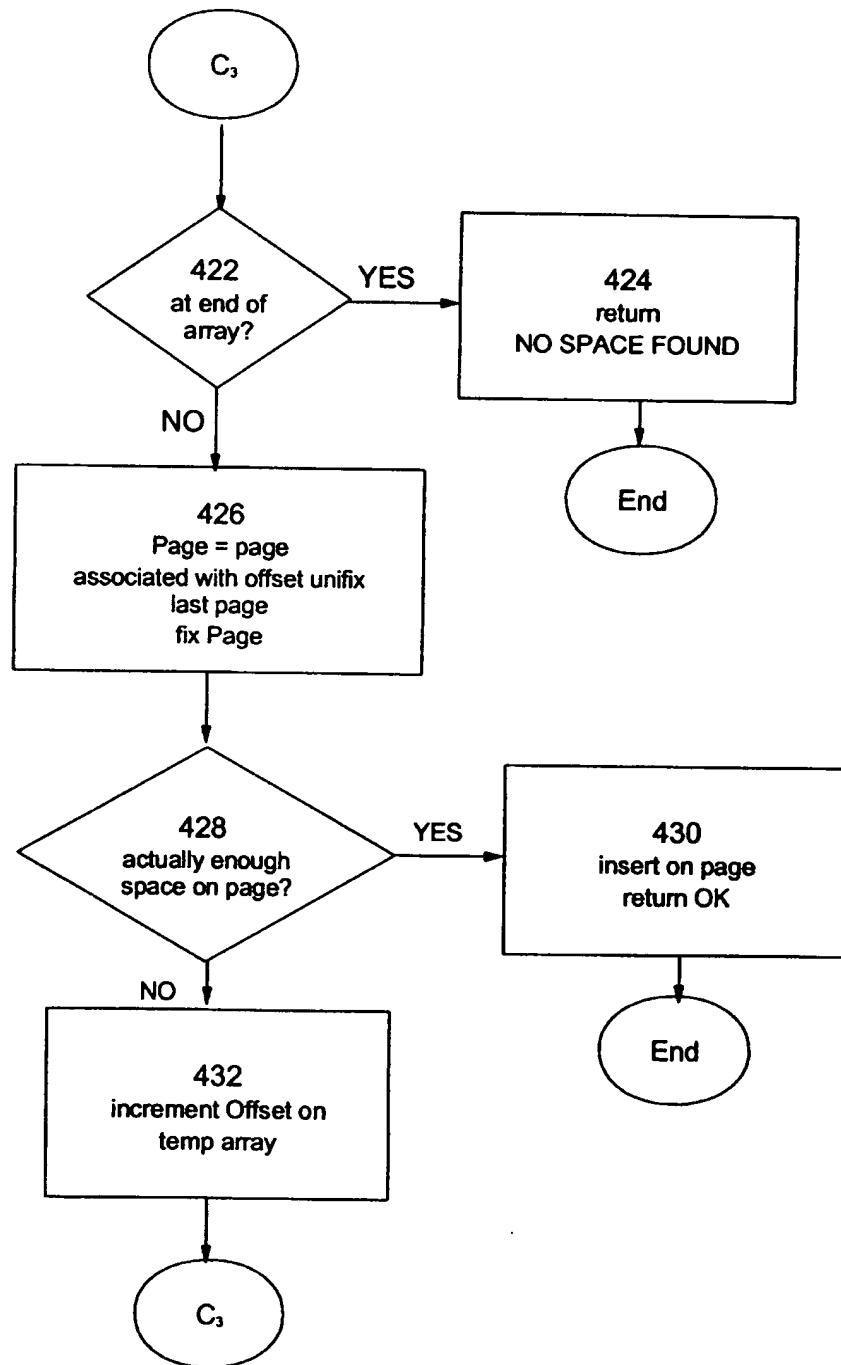 C₃
422
at end of
array?
YES
424
return
NO SPACE FOUND
End
NO
426
Page = page
associated with offset unifix
last page
fix Page
428
actually enough
space on page?
YES
430
insert on page
return OK
End
NO
432
increment Offset on
temp array
C₃